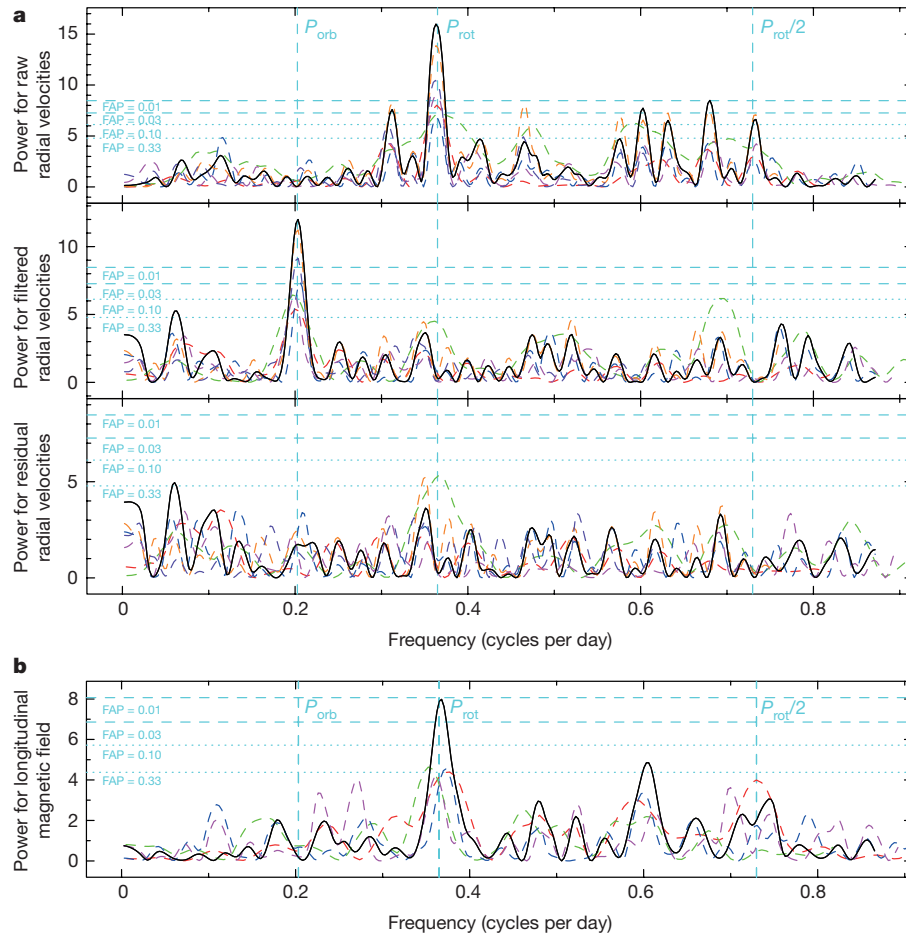 a
P_orb
P_rot
P_rot/2
Power for raw
radial velocities
15
10
5
0
FAP = 0.01
FAP = 0.03
FAP = 0.10
FAP = 0.33
Power for filtered
radial velocities
10
5
0
FAP = 0.01
FAP = 0.03
FAP = 0.10
FAP = 0.33
Power for residual
radial velocities
5
0
FAP = 0.01
FAP = 0.03
FAP = 0.10
FAP = 0.33
0 0.2 0.4 0.6 0.8
Frequency (cycles per day)
b
P_orb
P_rot
P_rot/2
Power for longitudinal
magnetic field
8
6
4
2
0
FAP = 0.01
FAP = 0.03
FAP = 0.10
FAP = 0.33
0 0.2 0.4 0.6 0.8
Frequency (cycles per day)